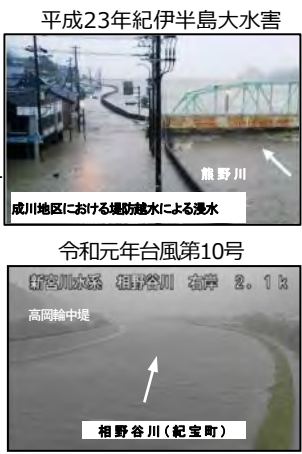 平成23年紀伊半島大水害
熊野川
成川地区における堤防越水による浸水
令和元年台風第10号
新宮川水系 相野谷川 右岸 2.1k
高岡輪中堤
相野谷川(紀宝町)